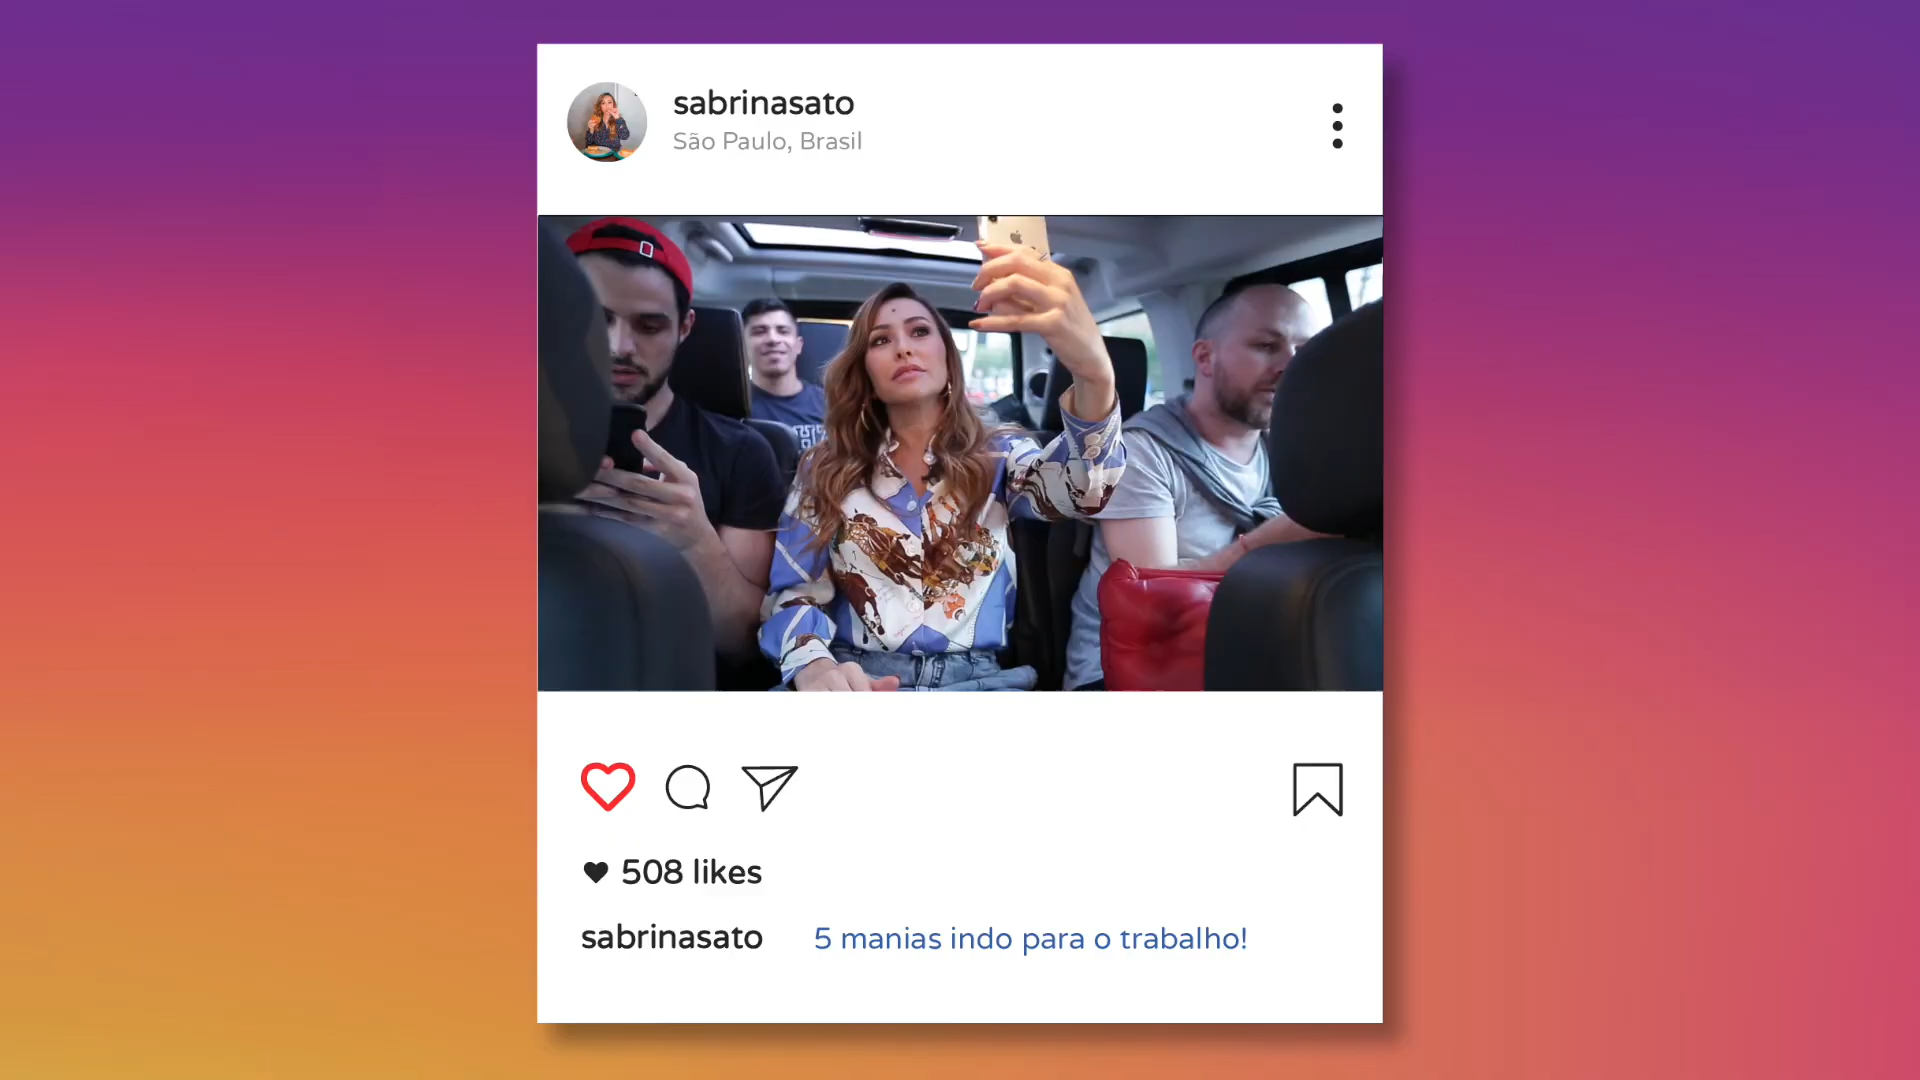 sabrinasato
São Paulo, Brasil
508 likes
sabrinasato 5 manias indo para o trabalho!